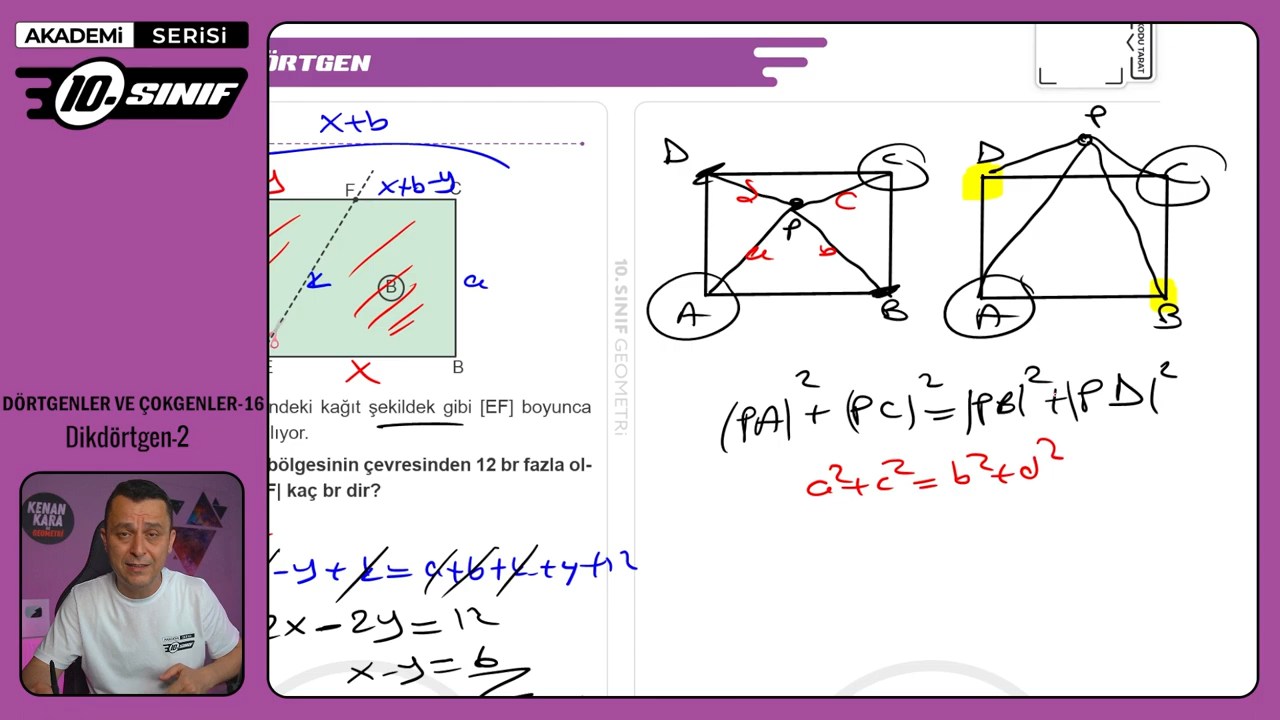 AKADEMİ SERİSİ
10. SINIF
DÖRTGENLER VE ÇOKGENLER-16
Dikdörtgen-2
KENAN
KARA
GEOMETRİ
ÖRTGEN
KODU TARAT
x+b
y
F
x+b-y
C
B
a
x
B
ndeki kağıt şekildek gibi [EF] boyunca
lıyor.
bölgesinin çevresinden 12 br fazla ol-
F| kaç br dir?
-y+k=a+b+k+y+12
2x-2y=12
x-y=6
10. SINIF GEOMETRİ
D
C
d
c
P
a
b
A
B
P
D
C
A
B
|PA|²+|PC|²=|PB|²+|PD|²
a²+c²=b²+d²